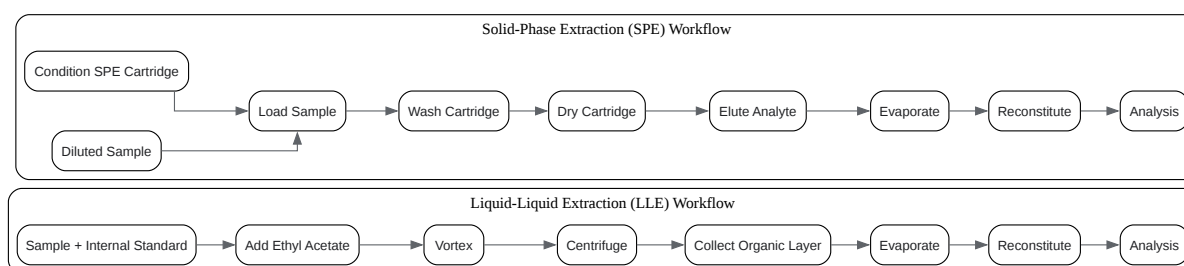 Solid-Phase Extraction (SPE) Workflow
Condition SPE Cartridge
Load Sample
Wash Cartridge
Dry Cartridge
Elute Analyte
Evaporate
Reconstitute
Analysis
Diluted Sample
Liquid-Liquid Extraction (LLE) Workflow
Sample + Internal Standard
Add Ethyl Acetate
Vortex
Centrifuge
Collect Organic Layer
Evaporate
Reconstitute
Analysis